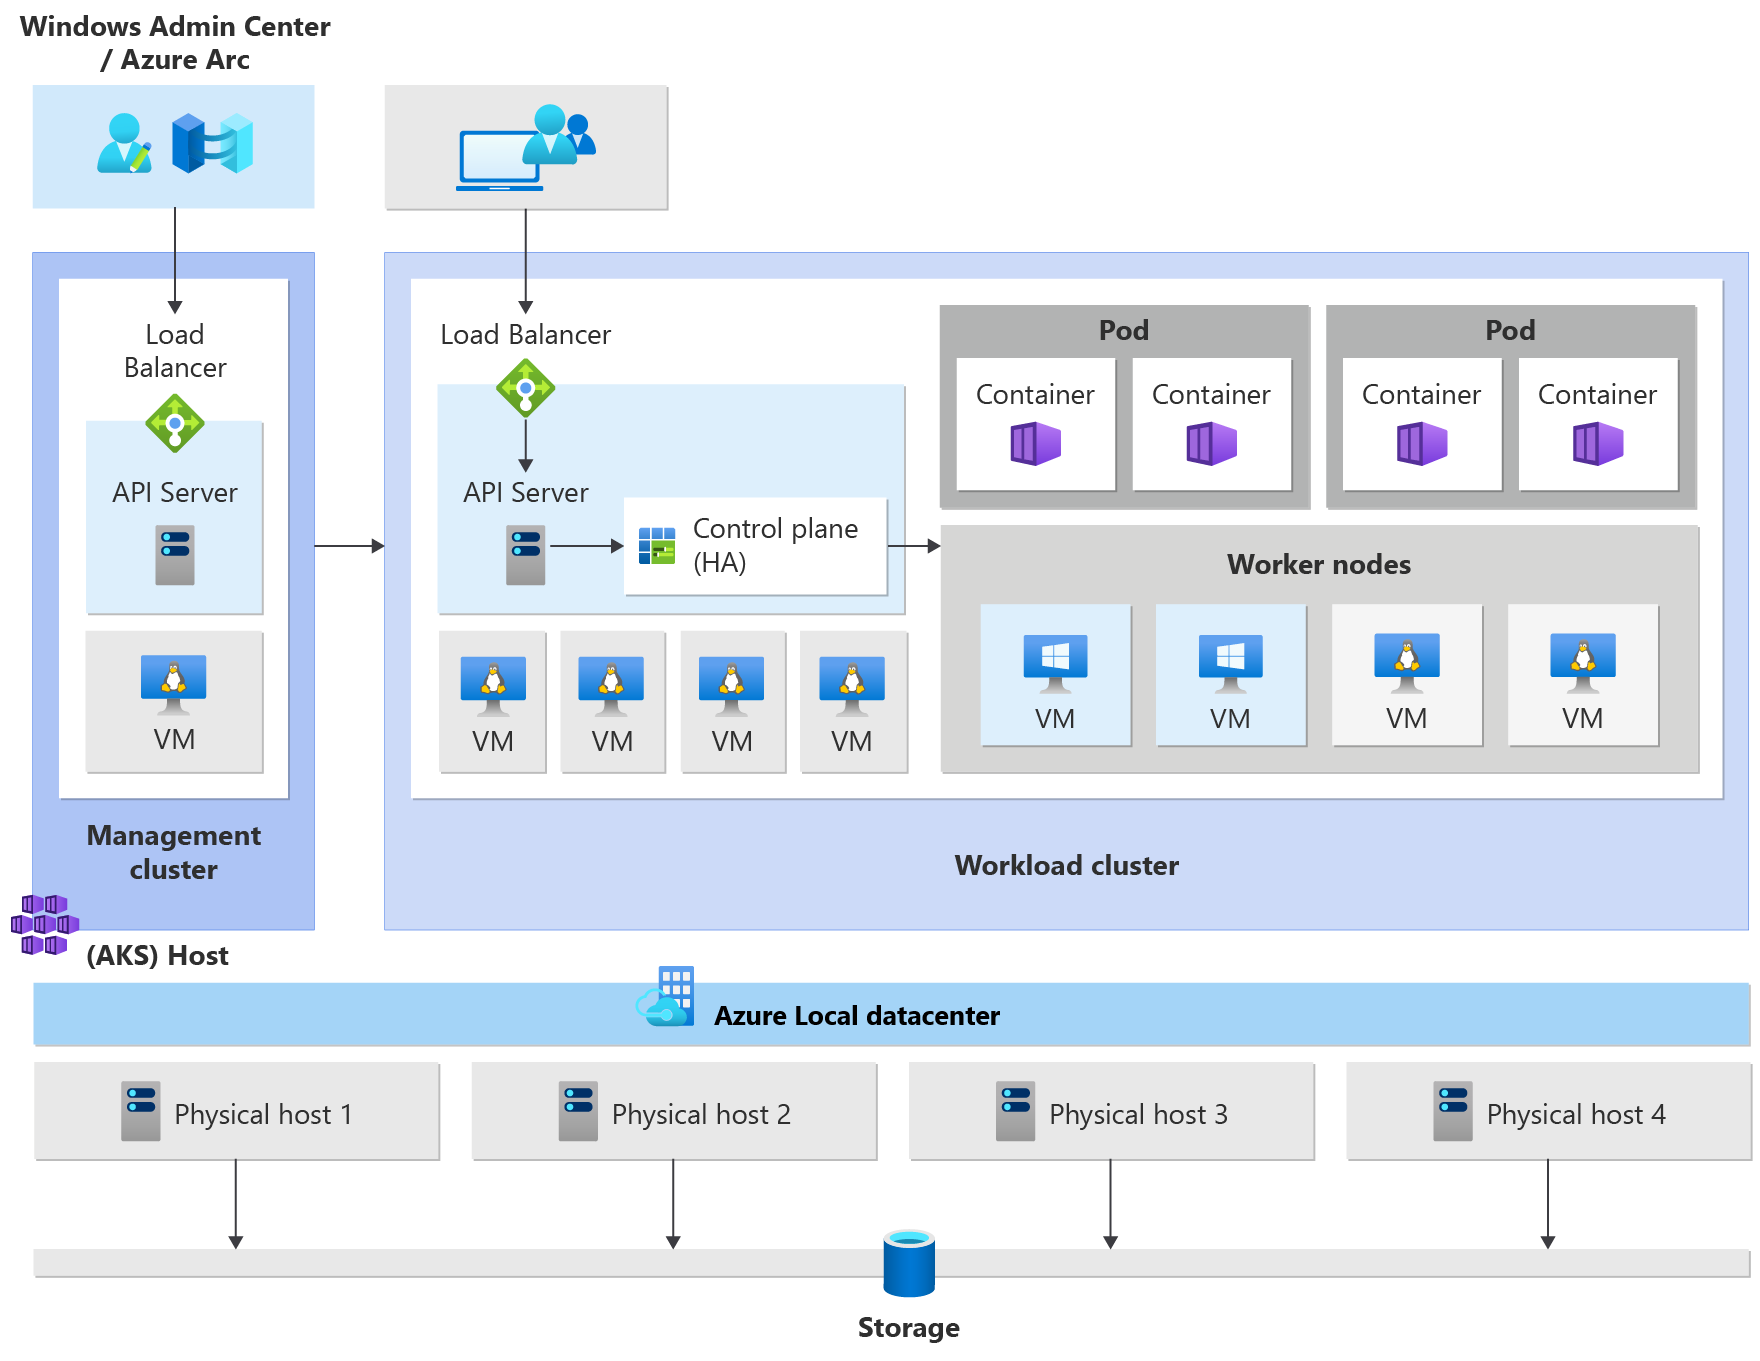 Windows Admin Center
/ Azure Arc
Load
Balancer
API Server
VM
Management
cluster
(AKS) Host
Load Balancer
API Server
Control plane
(HA)
VM
VM
VM
VM
Pod
Container
Container
Pod
Container
Container
Worker nodes
VM
VM
VM
VM
Workload cluster
Azure Local datacenter
Physical host 1
Physical host 2
Physical host 3
Physical host 4
Storage